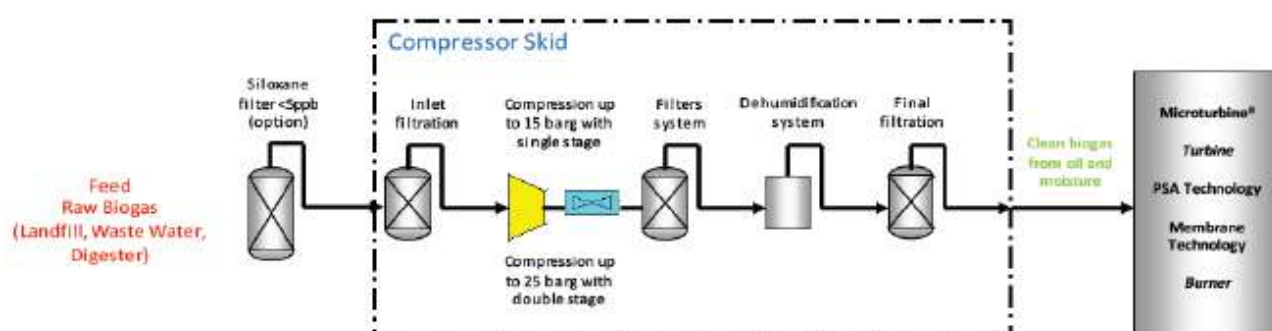 Compressor Skid
Siloxane
filter<5ppb
(option)
Inlet
filtration
Compression up
to 15 barg with
single stage
Filters
system
Dehumidification
system
Final
filtration
Feed
Raw Biogas
(Landfill, Waste Water,
Digester)
Compression up
to 25 barg with
double stage
Clean biogas
from oil and
moisture
Microturbine®
Turbine
PSA Technology
Membrane
Technology
Burner